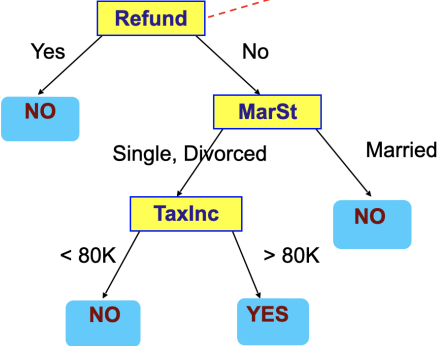 Refund
Yes
No
NO
MarSt
Single, Divorced
Married
TaxInc
NO
< 80K
> 80K
NO
YES